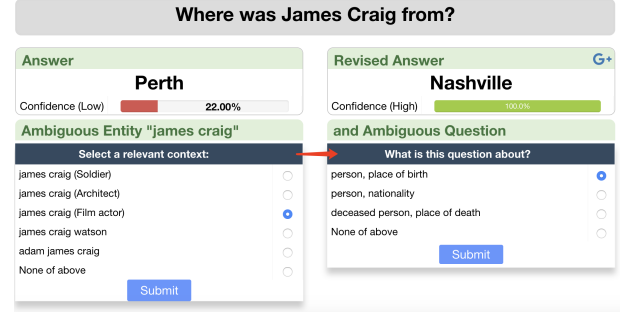 Where was James Craig from?
Answer
Perth
Confidence (Low) 22.00%
Ambiguous Entity "james craig"
Select a relevant context:
james craig (Soldier)
james craig (Architect)
james craig (Film actor)
james craig watson
adam james craig
None of above
Submit
Revised Answer
G+
Nashville
Confidence (High) 100.0%
and Ambiguous Question
What is this question about?
person, place of birth
person, nationality
deceased person, place of death
None of above
Submit